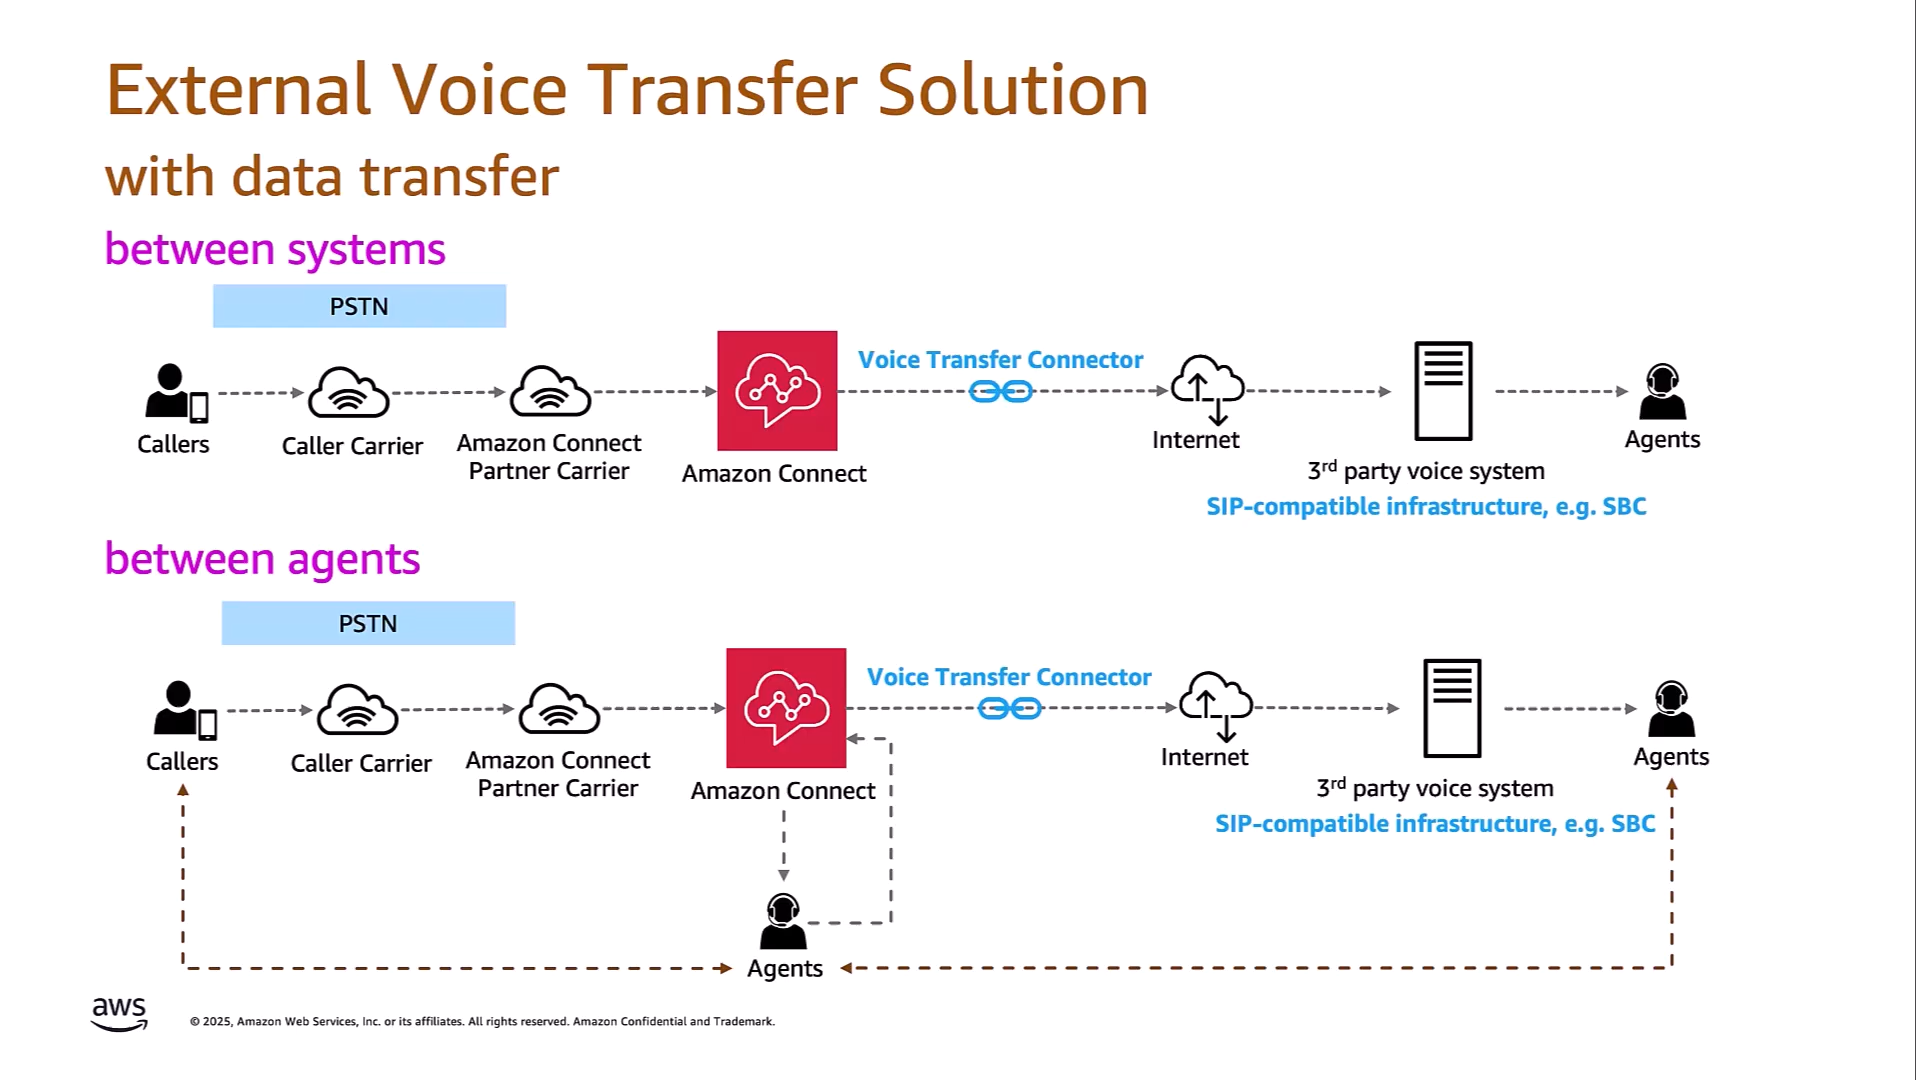 External Voice Transfer Solution
with data transfer
between systems
PSTN
Voice Transfer Connector
Callers
Caller Carrier
Amazon Connect
Partner Carrier
Amazon Connect
Internet
3rd party voice system
SIP-compatible infrastructure, e.g. SBC
Agents
between agents
PSTN
Voice Transfer Connector
Callers
Caller Carrier
Amazon Connect
Partner Carrier
Amazon Connect
Internet
3rd party voice system
SIP-compatible infrastructure, e.g. SBC
Agents
Agents
aws
© 2025, Amazon Web Services, Inc. or its affiliates. All rights reserved. Amazon Confidential and Trademark.